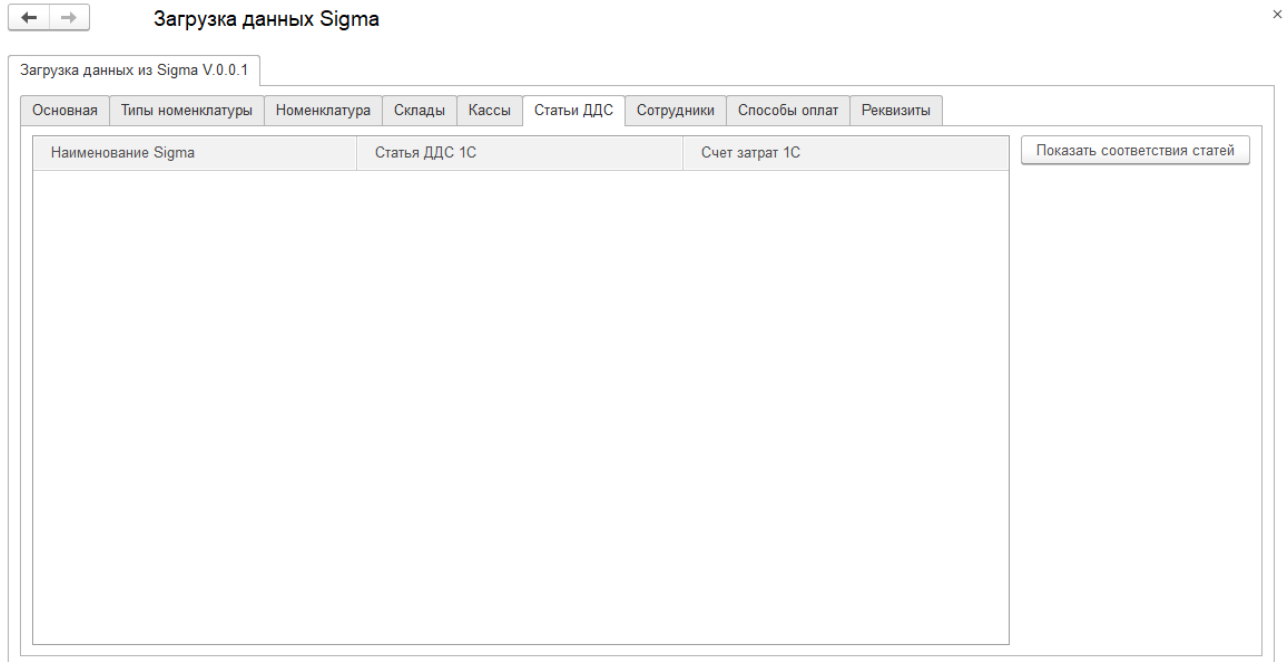 Загрузка данных Sigma
Загрузка данных из Sigma V.0.0.1
Основная Типы номенклатуры Номенклатура Склады Кассы Статьи ДДС Сотрудники Способы оплат Реквизиты
Наименование Sigma Статья ДДС 1С Счет затрат 1С Показать соответствия статей